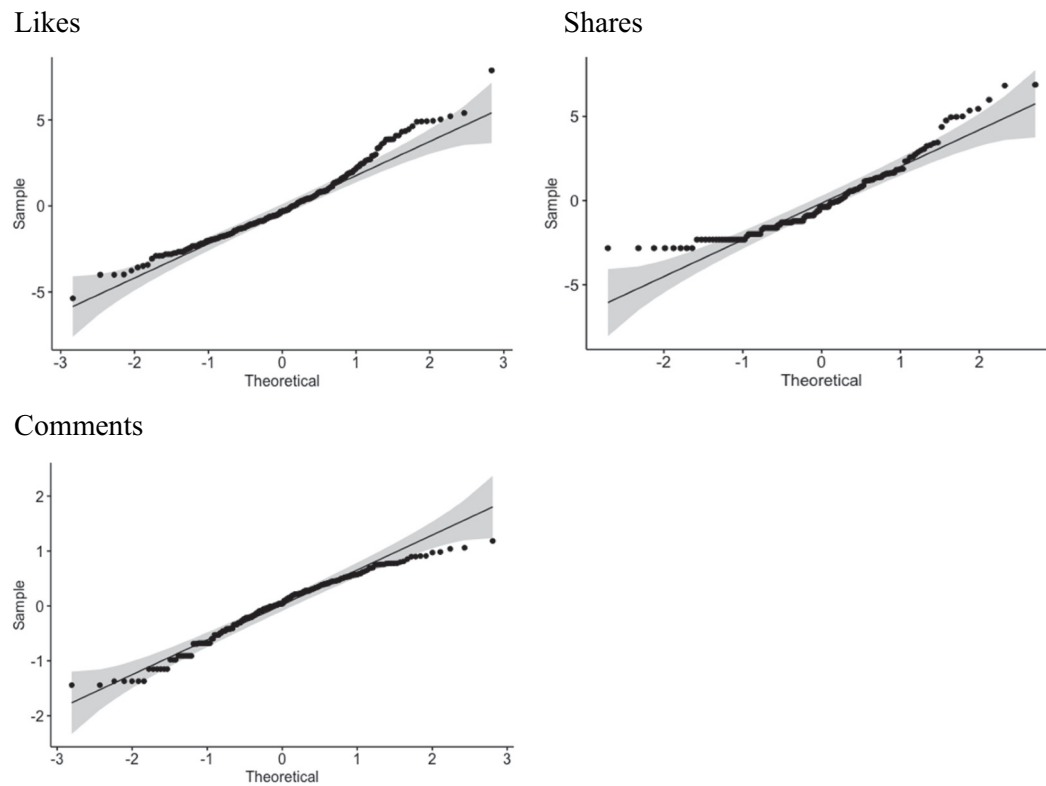 Likes
Shares
5
0
-5
Sample
-3 -2 -1 0 1 2 3
Theoretical
5
0
-5
Sample
-2 -1 0 1 2
Theoretical
Comments
2
1
0
-1
-2
Sample
-3 -2 -1 0 1 2 3
Theoretical